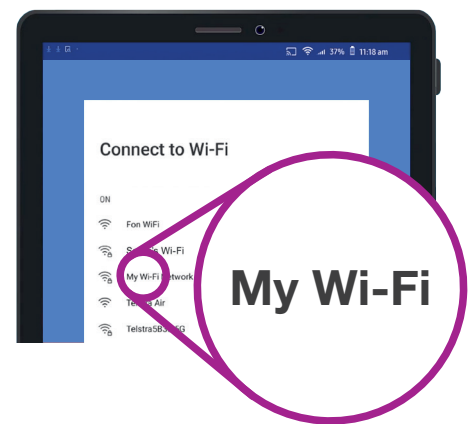 37% 11:18 am
Connect to Wi-Fi
ON
Fon WiFi
Wi-Fi
My Wi-Fi Network
Air
My Wi-Fi